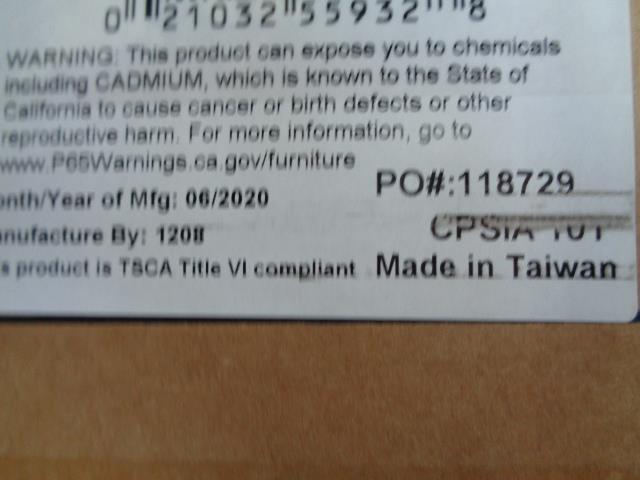 0 21032 55932 8
WARNING: This product can expose you to chemicals
including CADMIUM, which is known to the State of
California to cause cancer or birth defects or other
reproductive harm. For more information, go to
www.P65Warnings.ca.gov/furniture
PO#:118729
onth/Year of Mfg: 06/2020
CPSIA 101
anufacture By: 1208
s product is TSCA Title VI compliant
Made in Taiwan